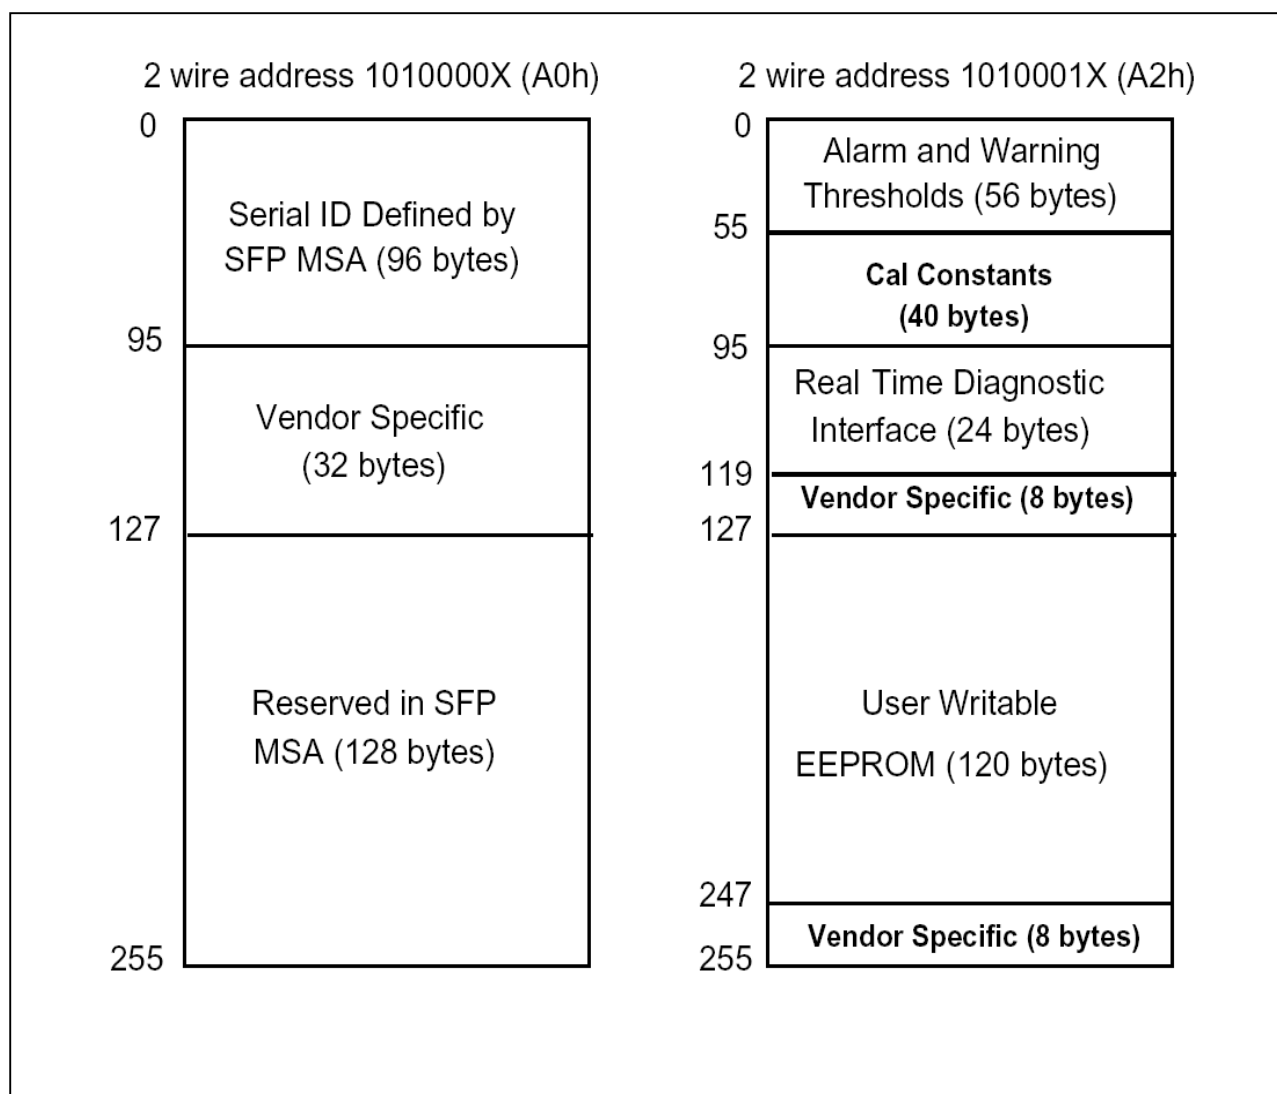 2 wire address 1010000X (A0h)
0
Serial ID Defined by
SFP MSA (96 bytes)
95
Vendor Specific
(32 bytes)
127
Reserved in SFP
MSA (128 bytes)
255
2 wire address 1010001X (A2h)
0
Alarm and Warning
Thresholds (56 bytes)
55
Cal Constants
(40 bytes)
95
Real Time Diagnostic
Interface (24 bytes)
119
Vendor Specific (8 bytes)
127
User Writable
EEPROM (120 bytes)
247
Vendor Specific (8 bytes)
255